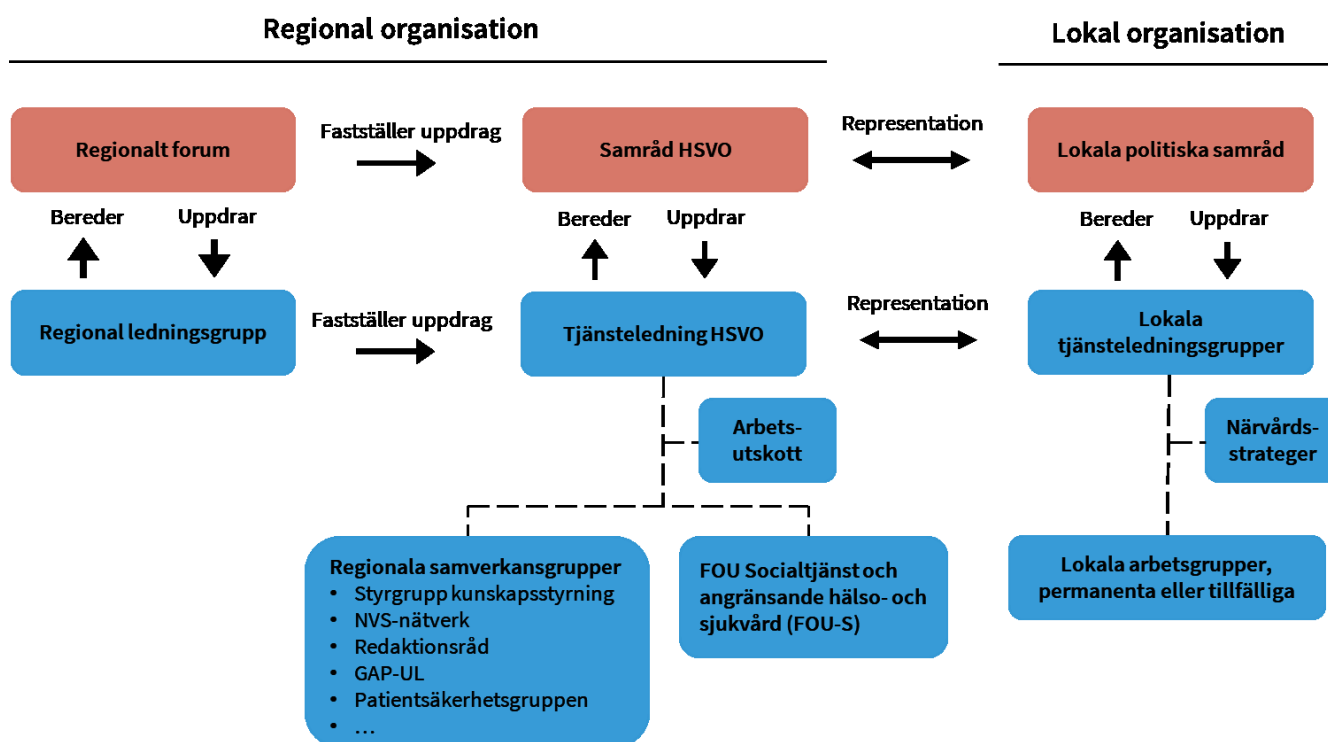 Regional organisation
Lokal organisation
Regionalt forum
Fastställer uppdrag
Samråd HSVO
Representation
Lokala politiska samråd
Bereder
Uppdrar
Bereder
Uppdrar
Bereder
Uppdrar
Regional ledningsgrupp
Fastställer uppdrag
Tjänsteledning HSVO
Representation
Lokala
tjänsteledningsgrupper
Arbets-
utskott
Närvårds-
strateger
Regionala samverkansgrupper
• Styrgrupp kunskapsstyrning
• NVS-nätverk
• Redaktionsråd
• GAP-UL
• Patientsäkerhetsgruppen
• …
FOU Socialtjänst och
angränsande hälso- och
sjukvård (FOU-S)
Lokala arbetsgrupper,
permanenta eller tillfälliga